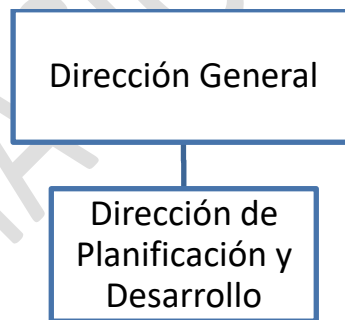 Dirección General
Dirección de
Planificación y
Desarrollo